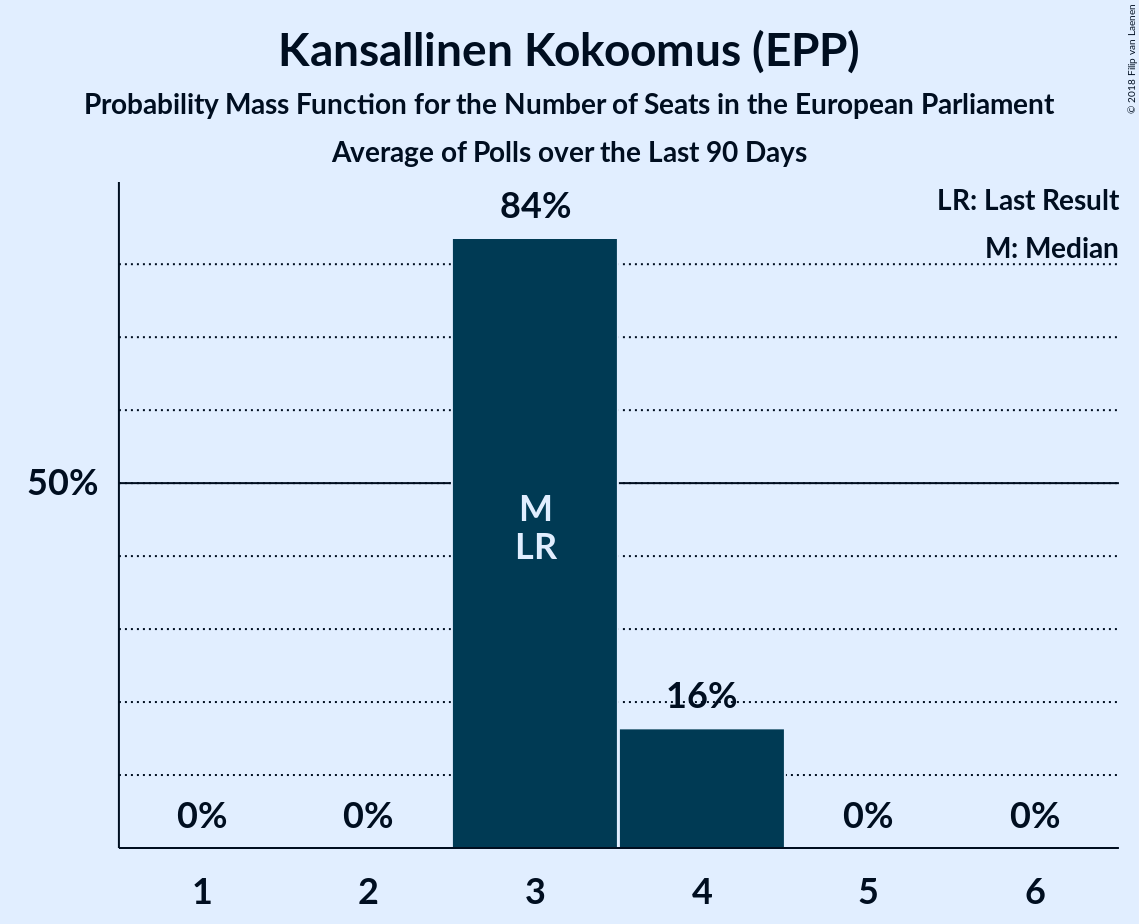 Kansallinen Kokoomus (EPP)
Probability Mass Function for the Number of Seats in the European Parliament
Average of Polls over the Last 90 Days
© 2018 Filip van Laenen
LR: Last Result
M: Median
84%
50%
M
LR
16%
0%
0%
0%
0%
1
2
3
4
5
6